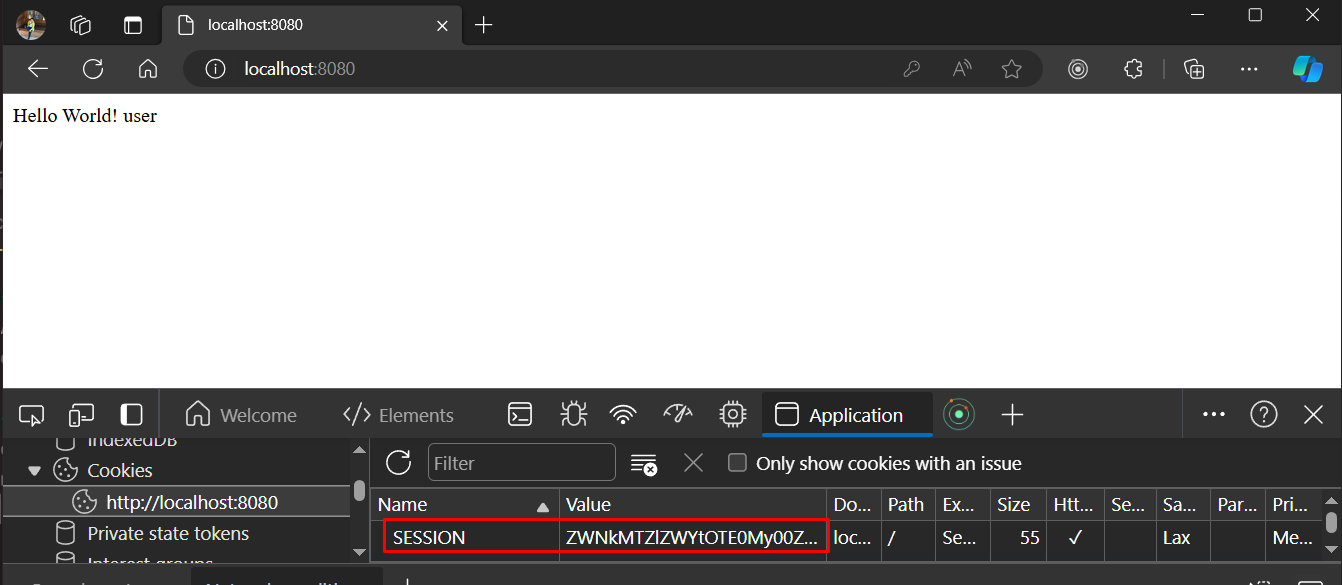 localhost:8080
localhost:8080
Hello World! user
Welcome
Elements
Application
IndexedDB
Cookies
http://localhost:8080
Private state tokens
Interest groups
Filter
Only show cookies with an issue
Name Value Do... Path Ex... Size Htt... Se... Sa... Par... Pri...
SESSION ZWNkMTZlZWYtOTE0My00Z... loc... / Se... 55 ✓ Lax Me...